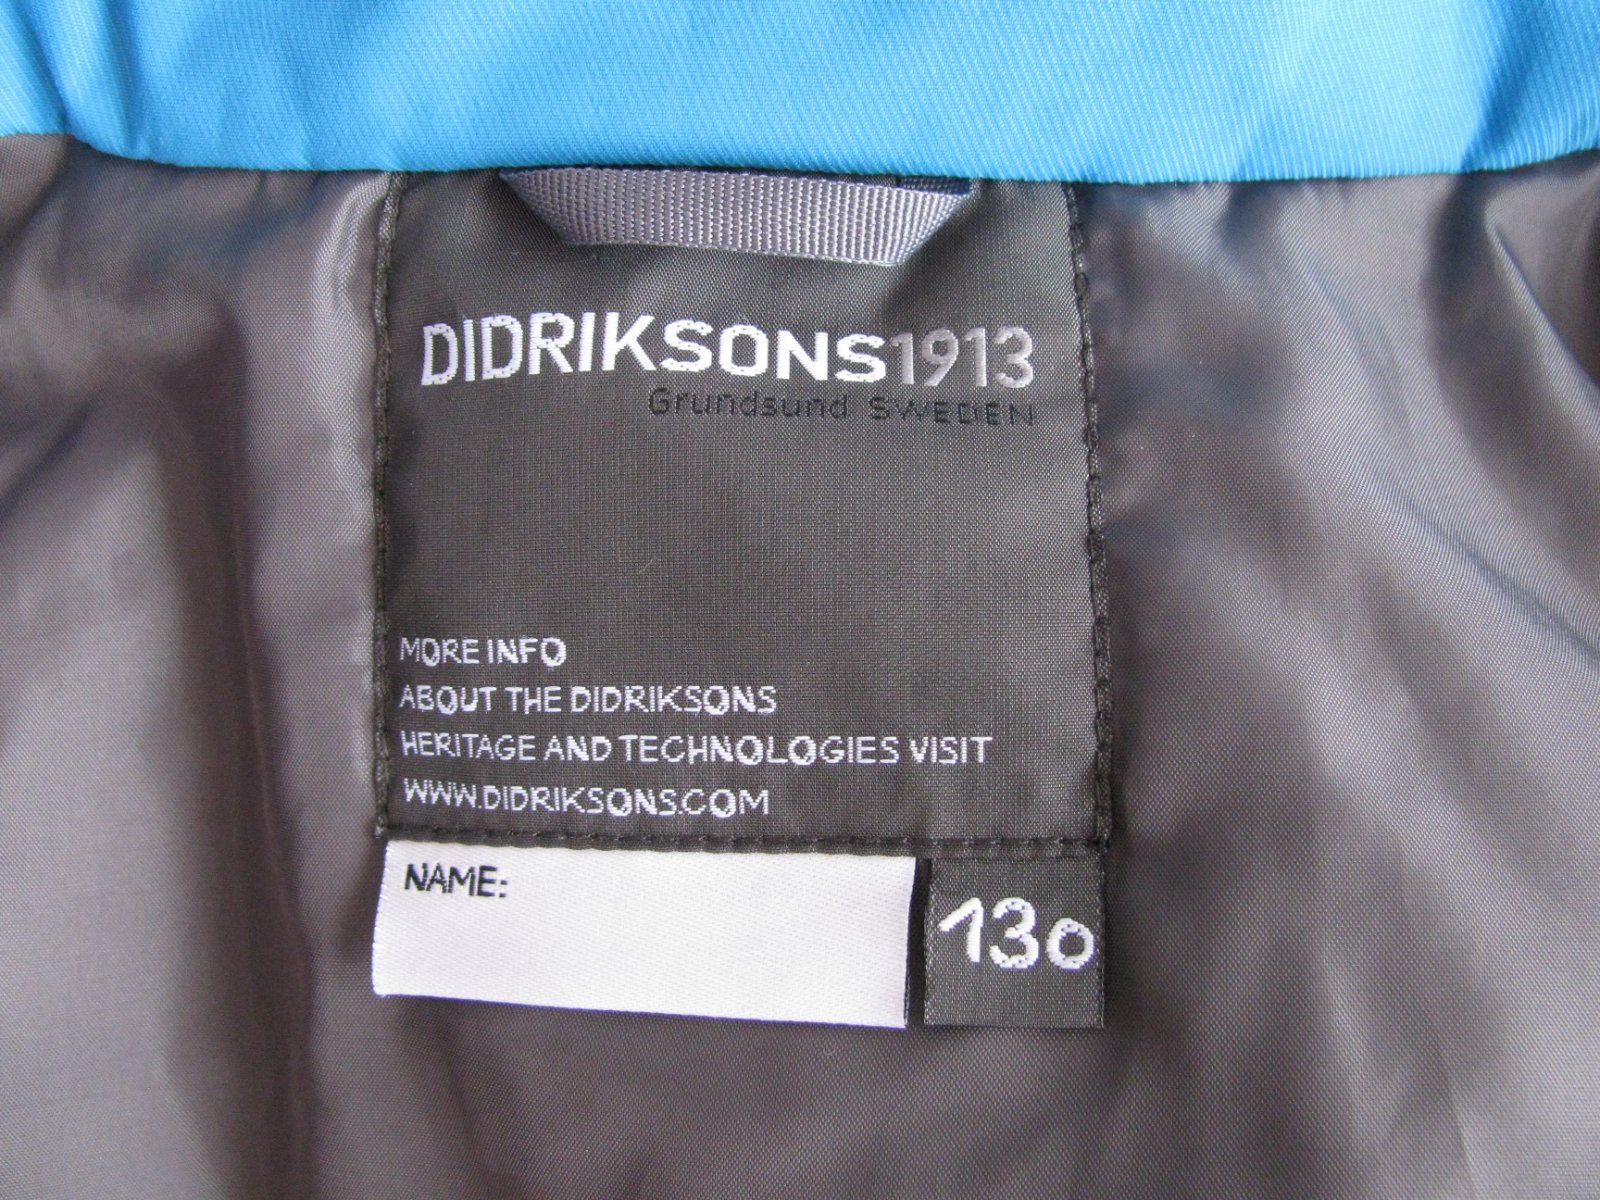 DIDRIKSONS1913
Grundsund SWEDEN
MORE INFO
ABOUT THE DIDRIKSONS
HERITAGE AND TECHNOLOGIES VISIT
WWW.DIDRIKSONS.COM
NAME:
130